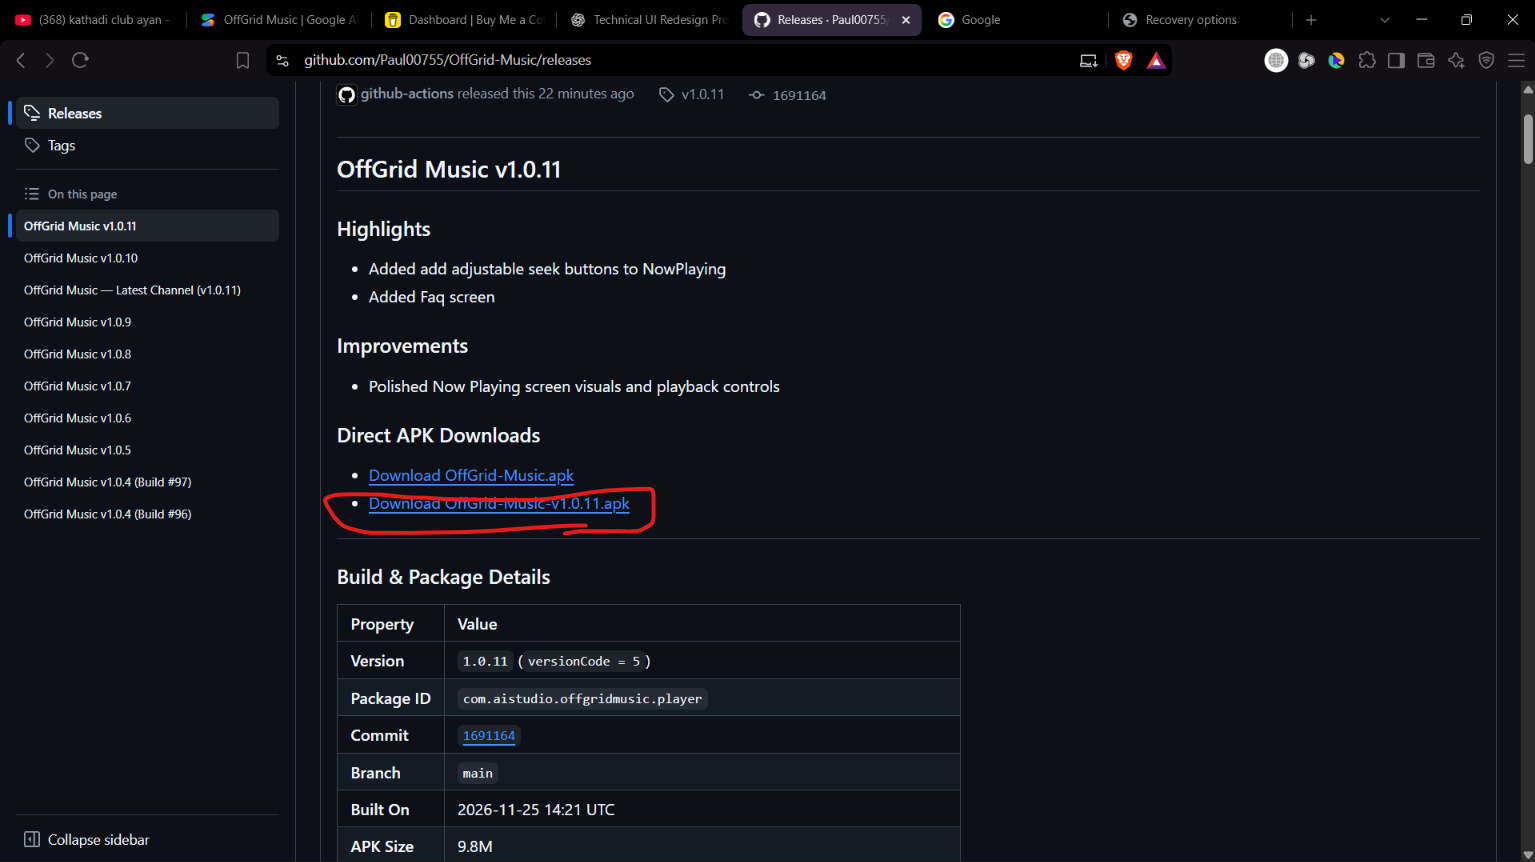 (368) kathadi club ayan -
OffGrid Music | Google A
Dashboard | Buy Me a Co
Technical UI Redesign Pro
Releases · Paul00755/
Google
Recovery options
github.com/Paul00755/OffGrid-Music/releases
Releases
Tags
On this page
OffGrid Music v1.0.11
OffGrid Music v1.0.10
OffGrid Music — Latest Channel (v1.0.11)
OffGrid Music v1.0.9
OffGrid Music v1.0.8
OffGrid Music v1.0.7
OffGrid Music v1.0.6
OffGrid Music v1.0.5
OffGrid Music v1.0.4 (Build #97)
OffGrid Music v1.0.4 (Build #96)
Collapse sidebar
github-actions released this 22 minutes ago v1.0.11 1691164
OffGrid Music v1.0.11
Highlights
• Added add adjustable seek buttons to NowPlaying
• Added Faq screen
Improvements
• Polished Now Playing screen visuals and playback controls
Direct APK Downloads
• Download OffGrid-Music.apk
• Download OffGrid-Music-v1.0.11.apk
Build & Package Details
Property Value
Version 1.0.11 (versionCode = 5)
Package ID com.aistudio.offgridmusic.player
Commit 1691164
Branch main
Built On 2026-11-25 14:21 UTC
APK Size 9.8M